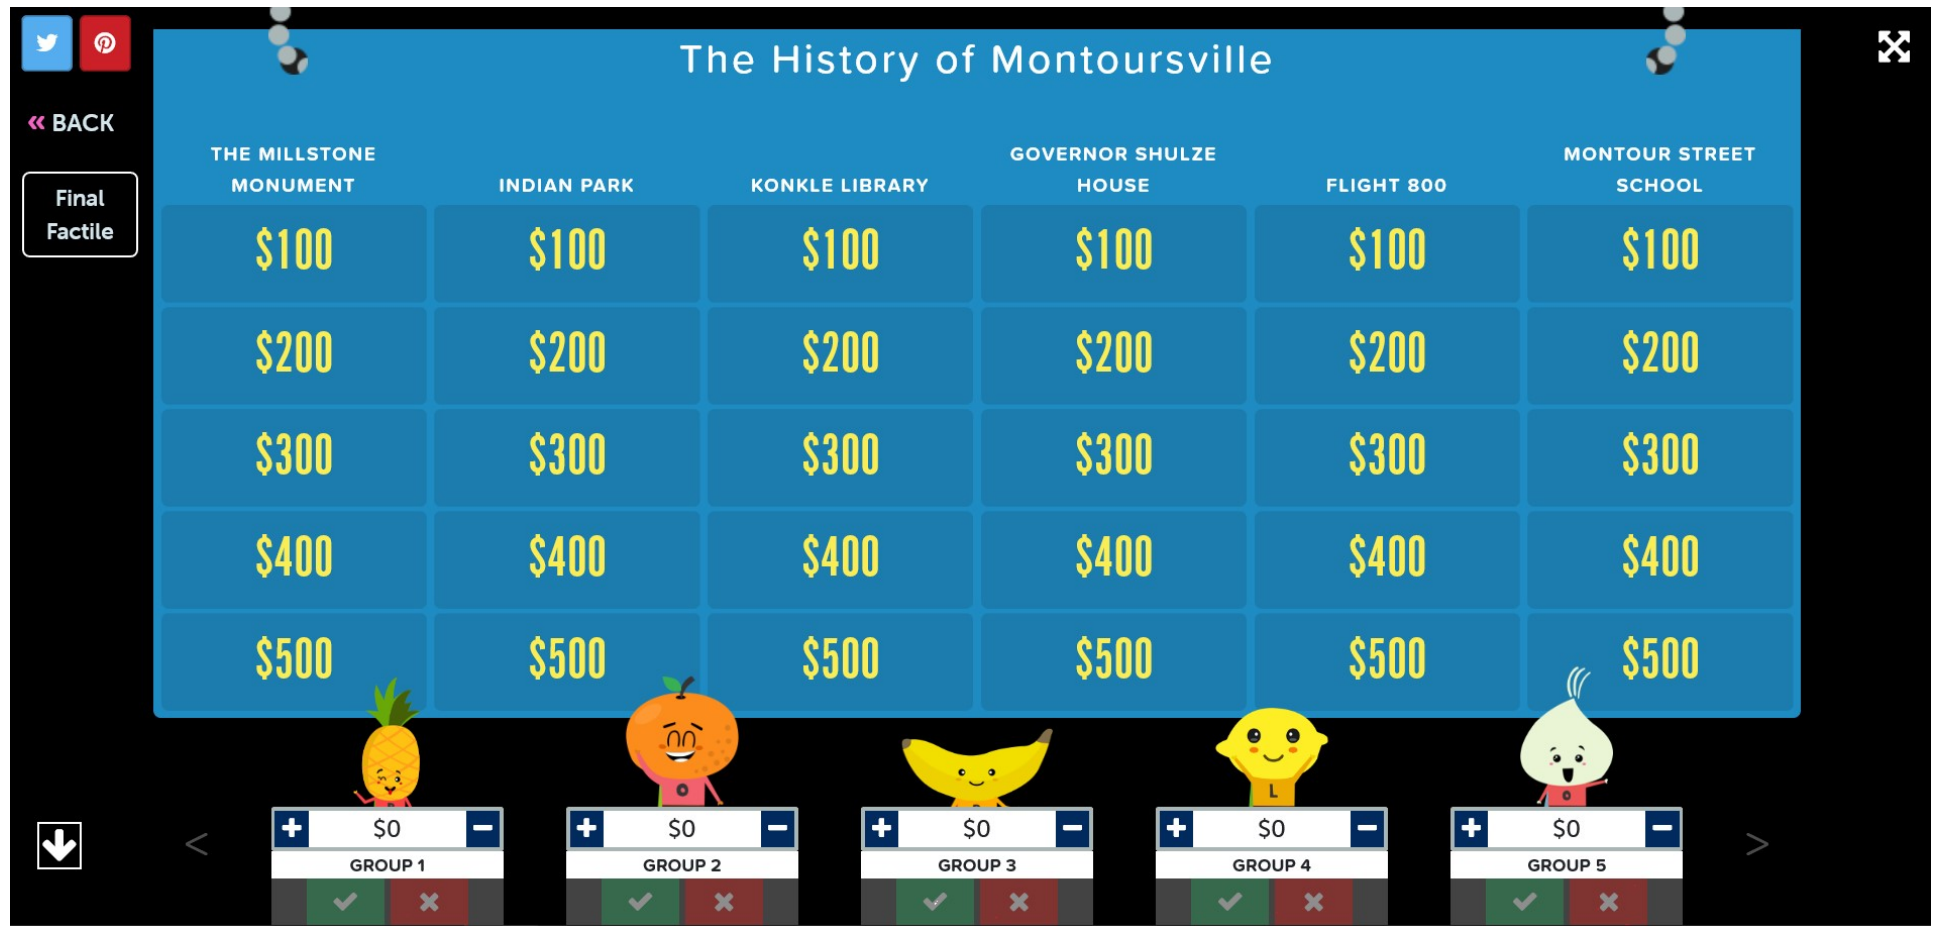 The History of Montoursville
« BACK
Final
Factile
THE MILLSTONE
MONUMENT
INDIAN PARK
KONKLE LIBRARY
GOVERNOR SHULZE
HOUSE
FLIGHT 800
MONTOUR STREET
SCHOOL
$100 $100 $100 $100 $100 $100
$200 $200 $200 $200 $200 $200
$300 $300 $300 $300 $300 $300
$400 $400 $400 $400 $400 $400
$500 $500 $500 $500 $500 $500
O L O
< + $0 − + $0 − + $0 − + $0 − + $0 − >
GROUP 1 GROUP 2 GROUP 3 GROUP 4 GROUP 5